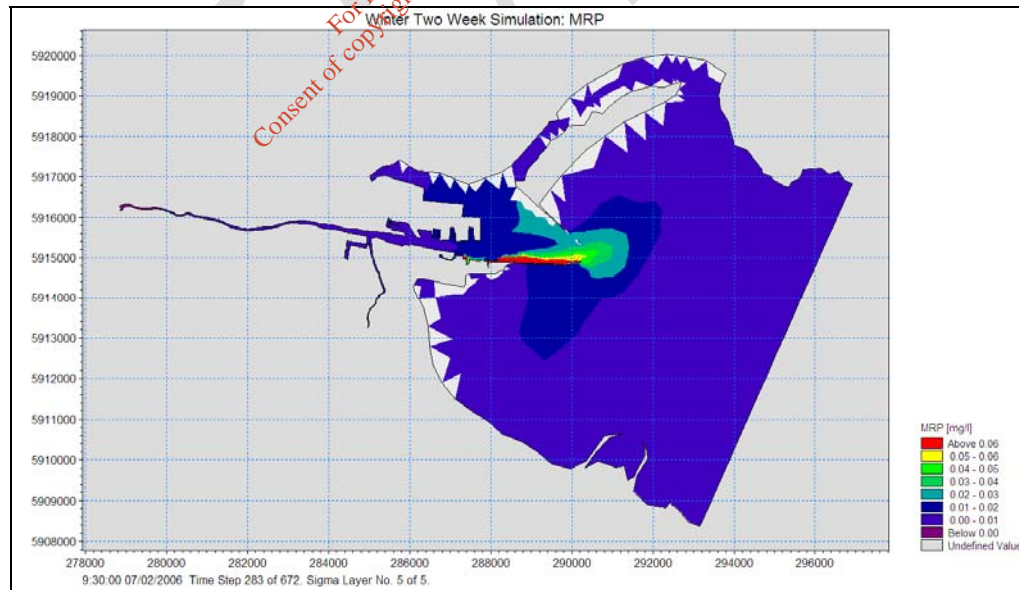 Winter Two Week Simulation: MRP
For
Consent of copyrigh
5920000
5919000
5918000
5917000
5916000
5915000
5914000
5913000
5912000
5911000
5910000
5909000
5908000
278000 280000 282000 284000 286000 288000 290000 292000 294000 296000
9:30:00 07/02/2006 Time Step 283 of 672. Sigma Layer No. 5 of 5.
MRP [mg/l]
Above 0.06
0.05 - 0.06
0.04 - 0.05
0.03 - 0.04
0.02 - 0.03
0.01 - 0.02
0.00 - 0.01
Below 0.00
Undefined Value